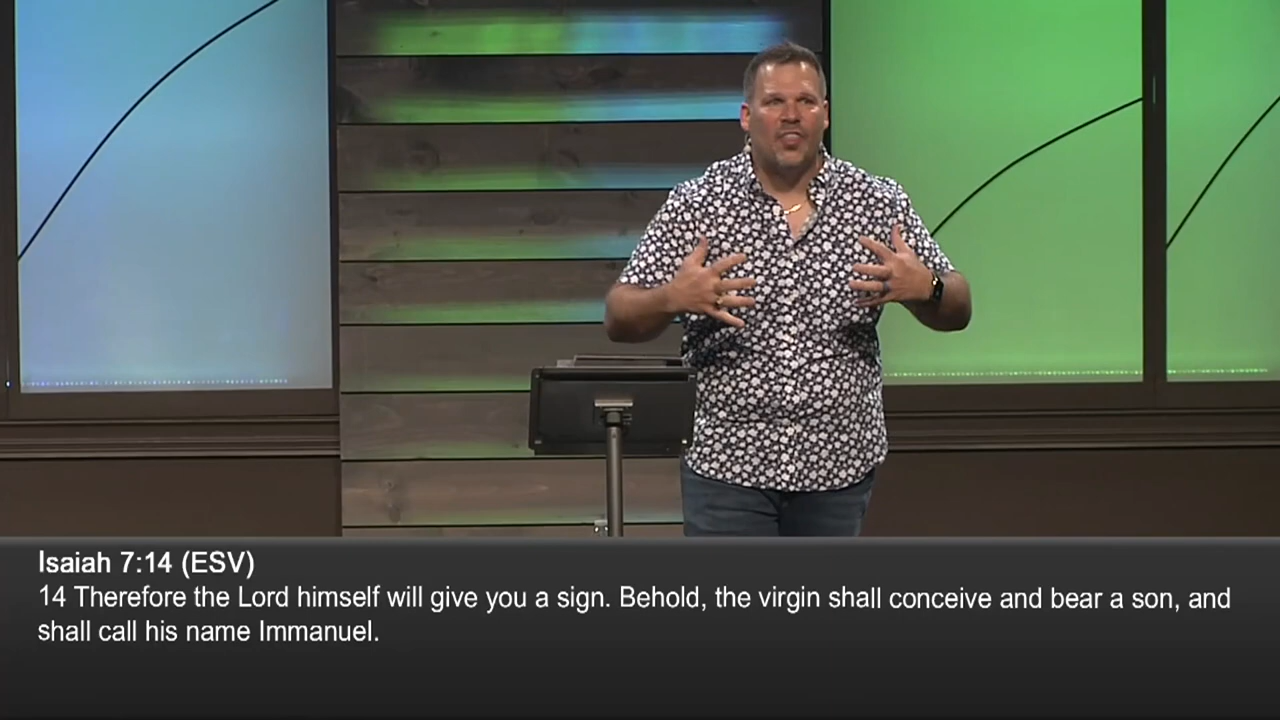 Isaiah 7:14 (ESV)
14 Therefore the Lord himself will give you a sign. Behold, the virgin shall conceive and bear a son, and
shall call his name Immanuel.